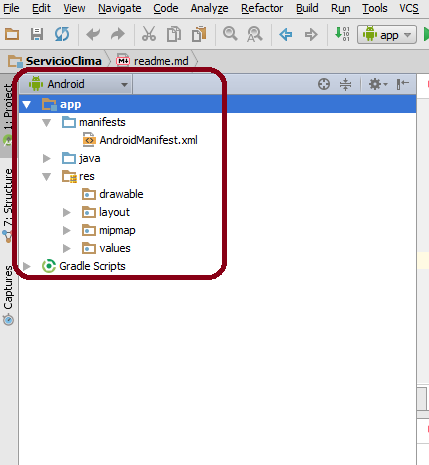 File Edit View Navigate Code Analyze Refactor Build Run Tools VCS
app
ServicioClima readme.md
1: Project
Android
app
manifests
AndroidManifest.xml
java
res
drawable
layout
mipmap
values
Gradle Scripts
7: Structure
Captures